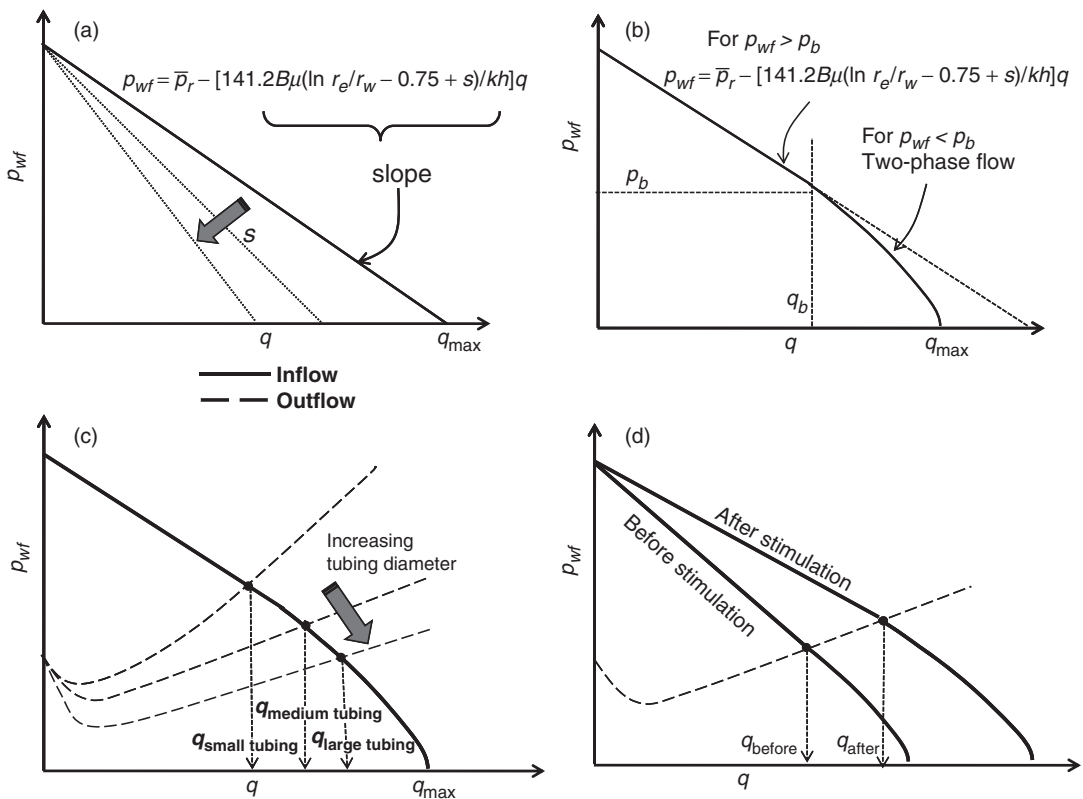 (a)
p_wf = p̅_r − [141.2Bμ(ln r_e/r_w − 0.75 + s)/kh]q
slope
s
p_wf
q
q_max
(b)
For p_wf > p_b
p_wf = p̅_r − [141.2Bμ(ln r_e/r_w − 0.75 + s)/kh]q
For p_wf < p_b
Two-phase flow
p_b
p_wf
q_b
q
q_max
Inflow
Outflow
(c)
Increasing
tubing diameter
p_wf
q_medium tubing
q_small tubing
q_large tubing
q
q_max
(d)
After stimulation
Before stimulation
p_wf
q_before
q_after
q